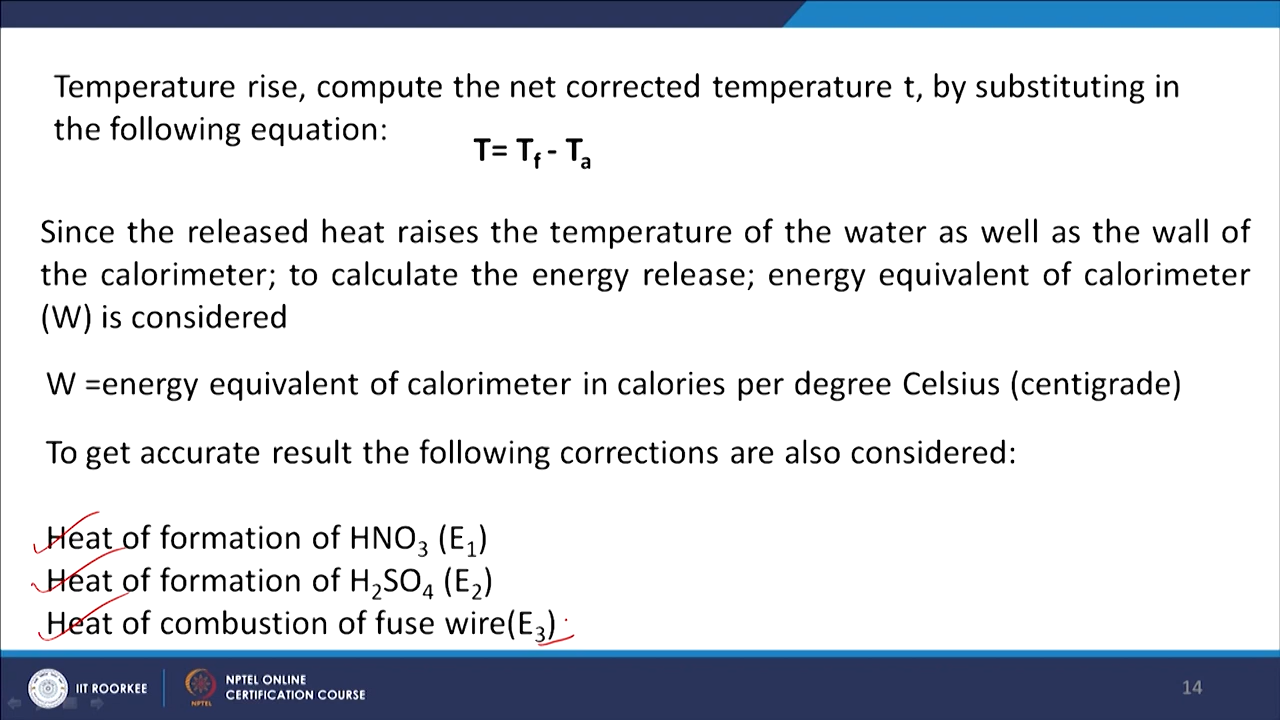 Temperature rise, compute the net corrected temperature t, by substituting in
the following equation:
T= Tf - Ta
Since the released heat raises the temperature of the water as well as the wall of
the calorimeter; to calculate the energy release; energy equivalent of calorimeter
(W) is considered
W =energy equivalent of calorimeter in calories per degree Celsius (centigrade)
To get accurate result the following corrections are also considered:
Heat of formation of HNO3 (E1)
Heat of formation of H2SO4 (E2)
Heat of combustion of fuse wire(E3)
IIT ROORKEE
NPTEL
NPTEL ONLINE
CERTIFICATION COURSE
14